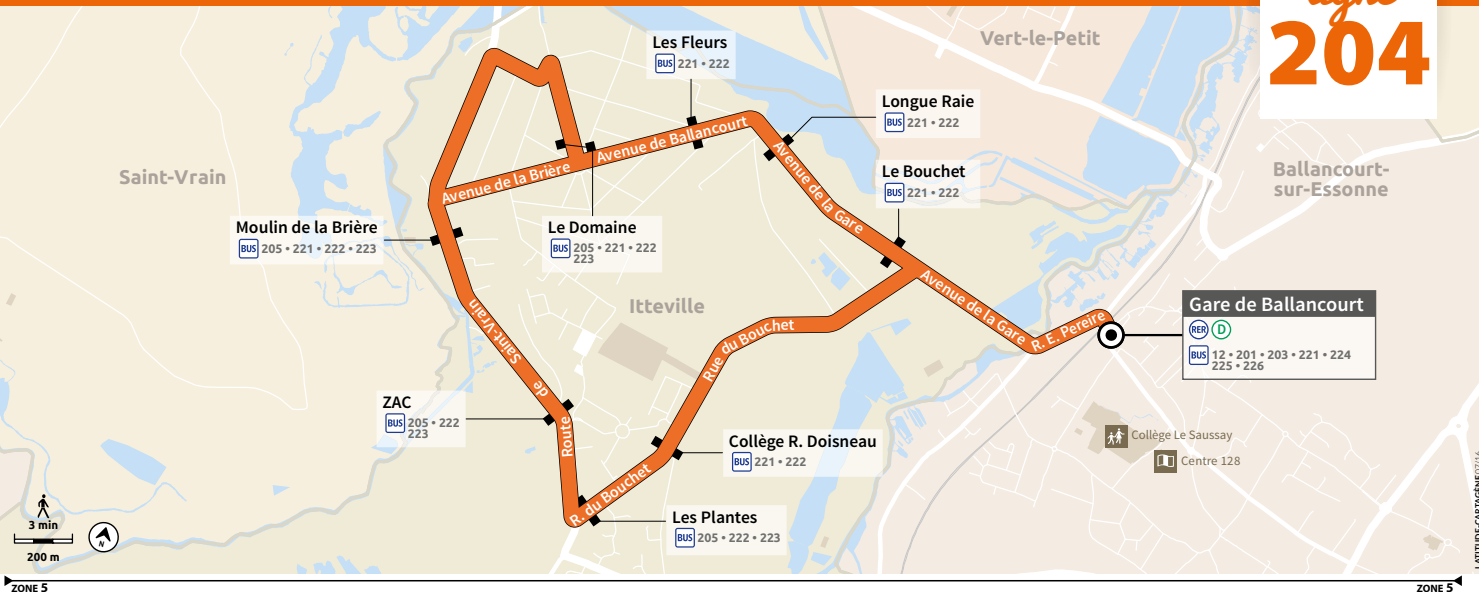 ligne
204
Vert-le-Petit
Les Fleurs
BUS 221 • 222
Longue Raie
BUS 221 • 222
Avenue de Ballancourt
Avenue de la Brière
Saint-Vrain
Le Bouchet
BUS 221 • 222
Ballancourt-
sur-Essonne
Avenue de la Gare
Moulin de la Brière
BUS 205 • 221 • 222 • 223
Le Domaine
BUS 205 • 221 • 222
223
Itteville
Avenue de la Gare
R. E. Pereire
Gare de Ballancourt
RER D
BUS 12 • 201 • 203 • 221 • 224
225 • 226
Rue du Bouchet
Route de Saint-Vrain
ZAC
BUS 205 • 222
223
Collège R. Doisneau
BUS 221 • 222
Collège Le Saussay
Centre 128
R. du Bouchet
Les Plantes
BUS 205 • 222 • 223
3 min
200 m
N
ZONE 5
ZONE 5